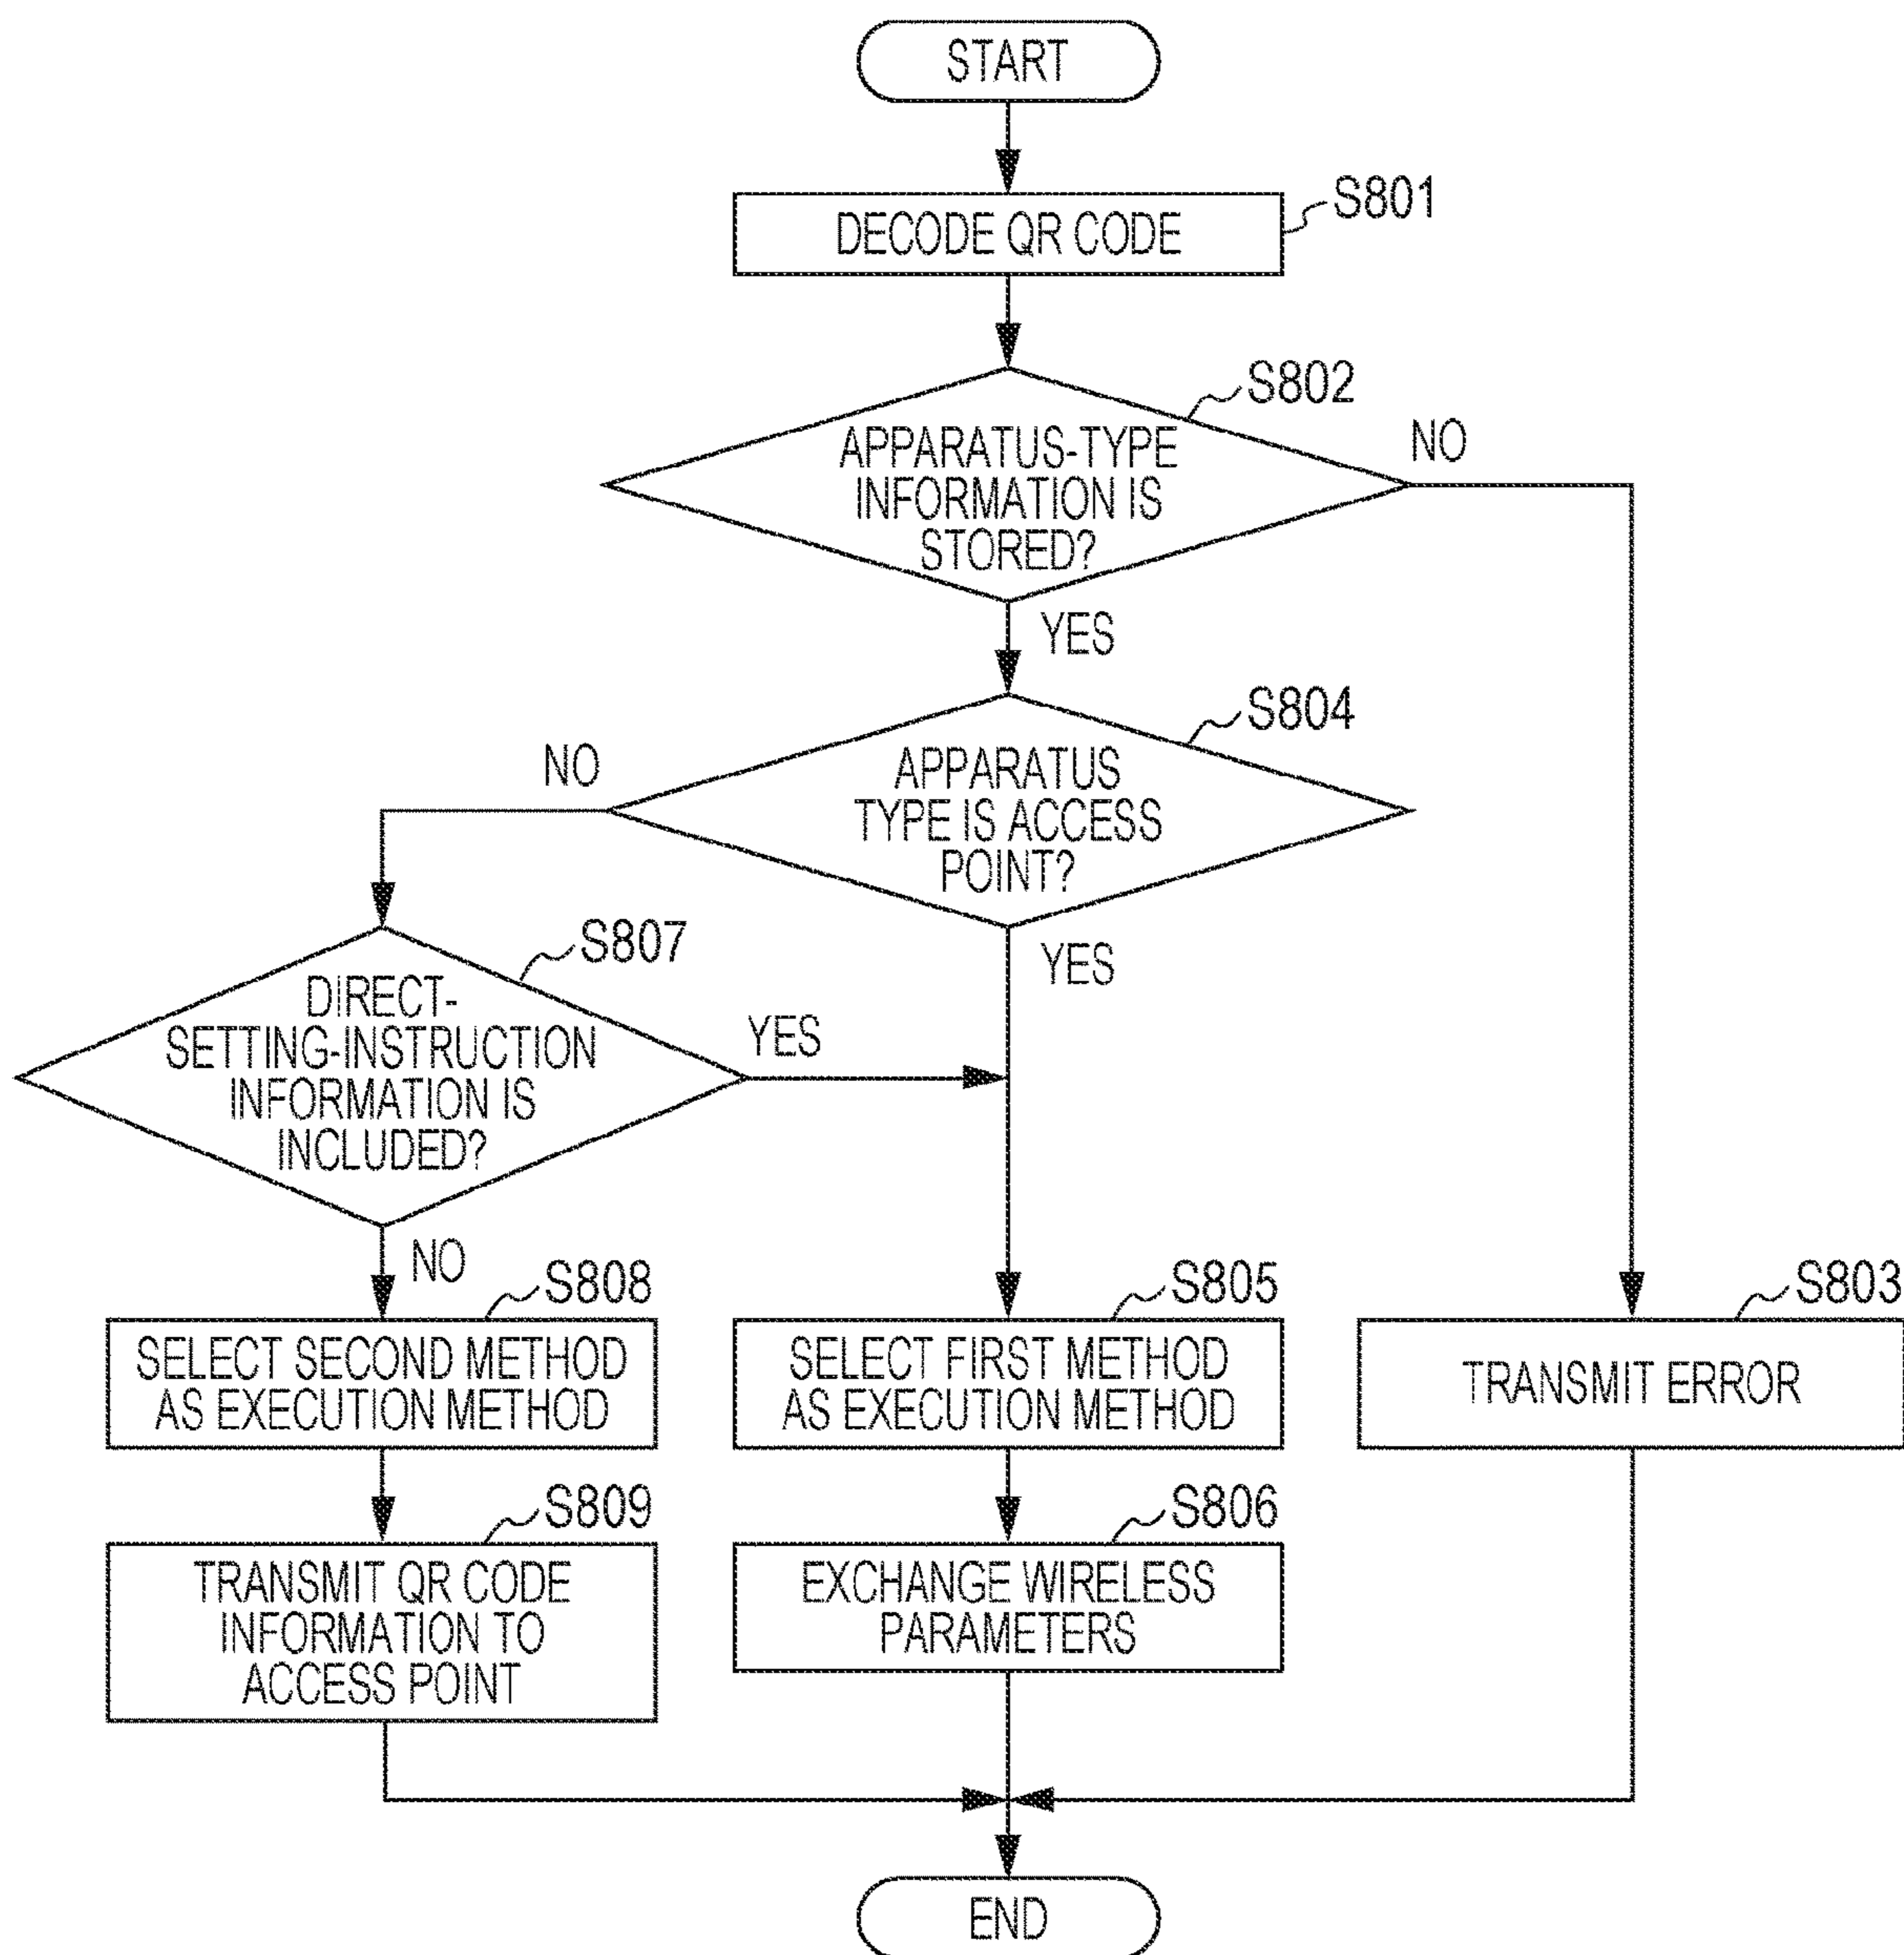 START
DECODE QR CODE
S801
S802
APPARATUS-TYPE
INFORMATION IS
STORED?
NO
YES
S804
NO
APPARATUS
TYPE IS ACCESS
POINT?
YES
S807
DIRECT-
SETTING-INSTRUCTION
INFORMATION IS
INCLUDED?
YES
NO
S808
SELECT SECOND METHOD
AS EXECUTION METHOD
S805
SELECT FIRST METHOD
AS EXECUTION METHOD
S803
TRANSMIT ERROR
S809
TRANSMIT QR CODE
INFORMATION TO
ACCESS POINT
S806
EXCHANGE WIRELESS
PARAMETERS
END